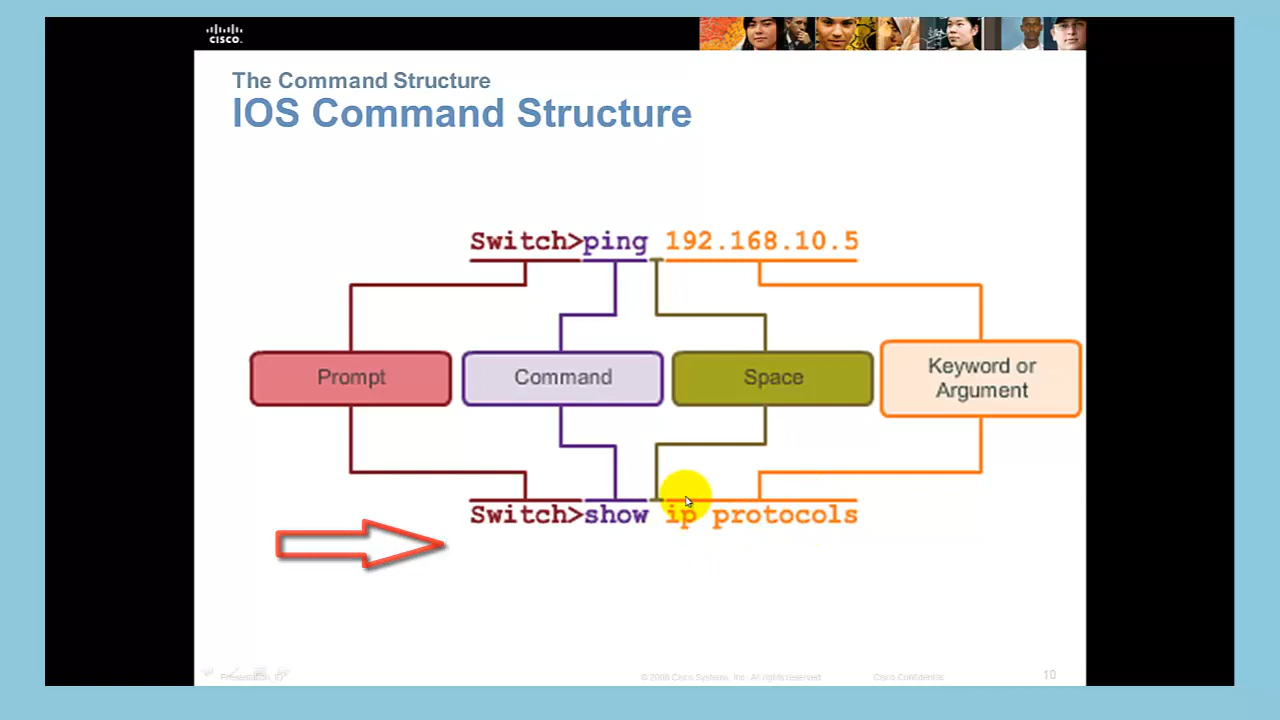 CISCO.
The Command Structure
IOS Command Structure
Switch>ping 192.168.10.5
Prompt
Command
Space
Keyword or
Argument
Switch>show ip protocols
Presentation_ID
© 2008 Cisco Systems, Inc. All rights reserved.
Cisco Confidential
10